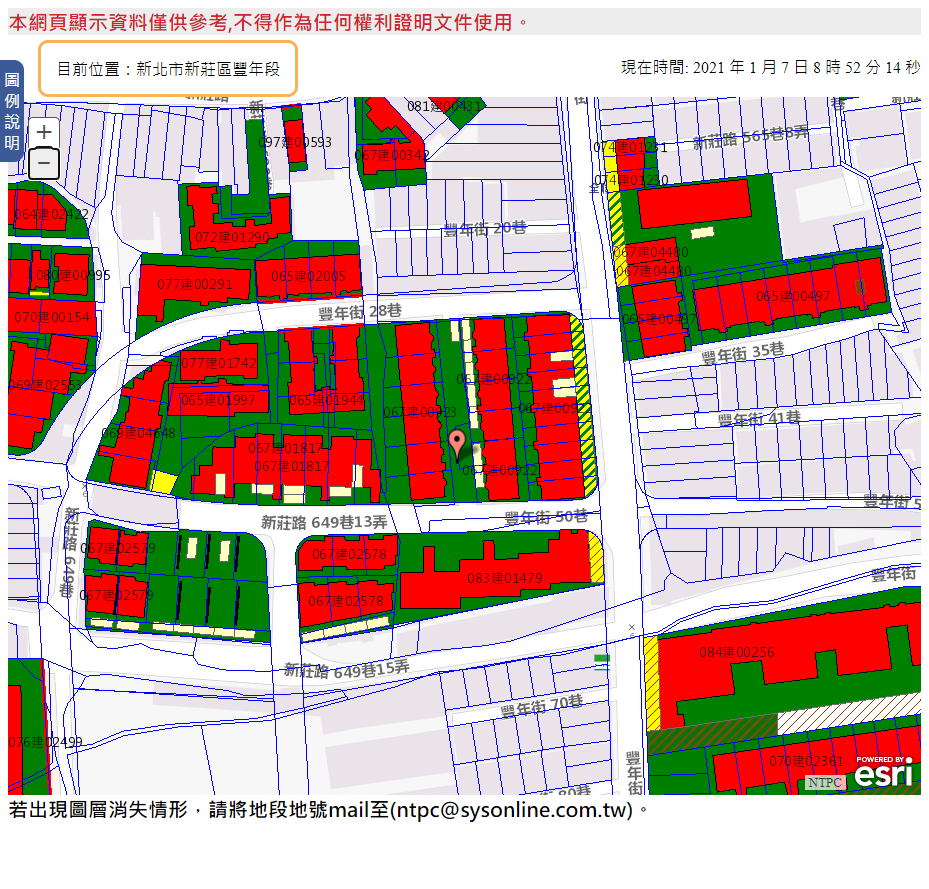 本網頁顯示資料僅供參考,不得作為任何權利證明文件使用。
目前位置：新北市新莊區豐年段
現在時間: 2021 年 1 月 7 日 8 時 52 分 14 秒
圖例說明
+
−
081建00431
097建00593
067建00342
新莊路 565巷8弄
074建01231
074建01230
064建02422
072建01290
豐年街 20巷
067建04480
067建04480
080建00995
077建00291
065建02005
065建00497
070建00154
豐年街 28巷
065建00497
豐年街 35巷
077建01742
069建02553
065建01997
065建01944
067建00922
067建00923
豐年街 41巷
069建04648
067建01817
067建01817
067建00922
新莊路 649巷13弄
豐年街 50巷
新莊路 649巷
067建02579
067建02578
083建01479
豐年街
067建02579
067建02578
084建00256
新莊路 649巷15弄
豐年街 70巷
076建02499
070建02361
豐年街
80巷
NTPC
POWERED BY
esri
若出現圖層消失情形，請將地段地號mail至(ntpc@sysonline.com.tw)。